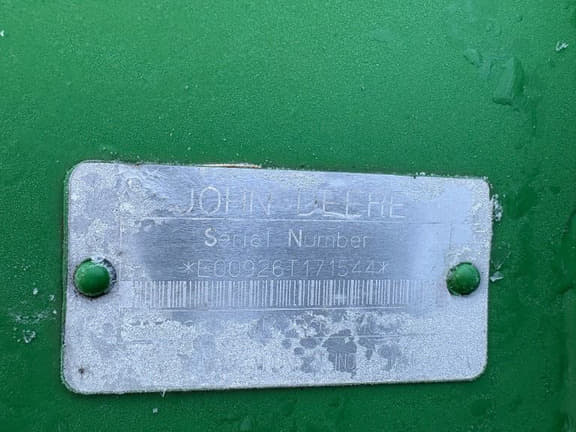 JOHN DEERE
Serial Number
*E00926T171544*